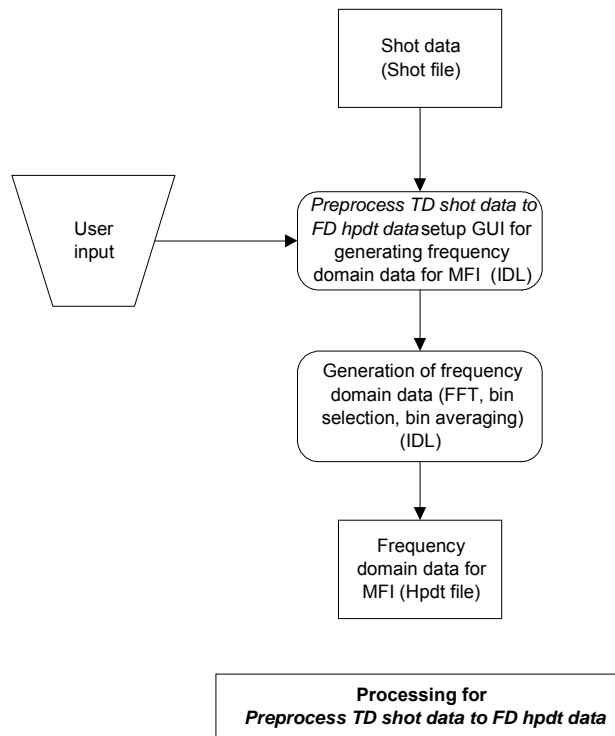 Shot data
(Shot file)
User
input
Preprocess TD shot data to
FD hpdt data setup GUI for
generating frequency
domain data for MFI (IDL)
Generation of frequency
domain data (FFT, bin
selection, bin averaging)
(IDL)
Frequency
domain data for
MFI (Hpdt file)
Processing for
Preprocess TD shot data to FD hpdt data